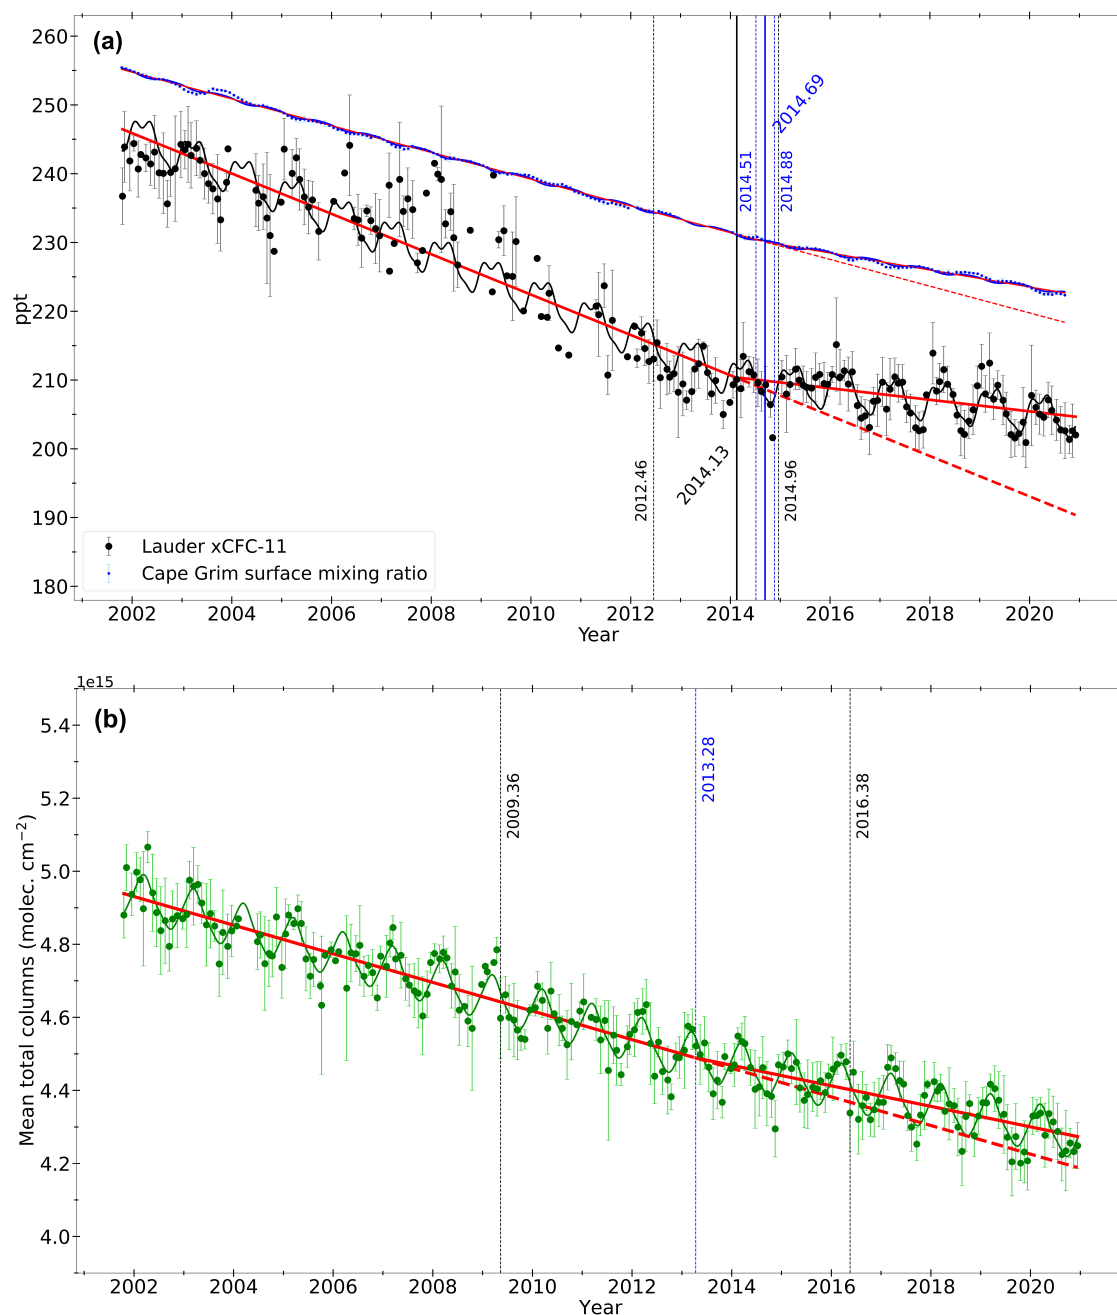 (a)
260
250
240
230
220
210
200
190
180
ppt
2014.51
2014.69
2014.88
2012.46
2014.13
2014.96
Lauder xCFC-11
Cape Grim surface mixing ratio
2002 2004 2006 2008 2010 2012 2014 2016 2018 2020
Year
1e15
(b)
5.4
5.2
5.0
4.8
4.6
4.4
4.2
4.0
Mean total columns (molec. cm⁻²)
2009.36
2013.28
2016.38
2002 2004 2006 2008 2010 2012 2014 2016 2018 2020
Year